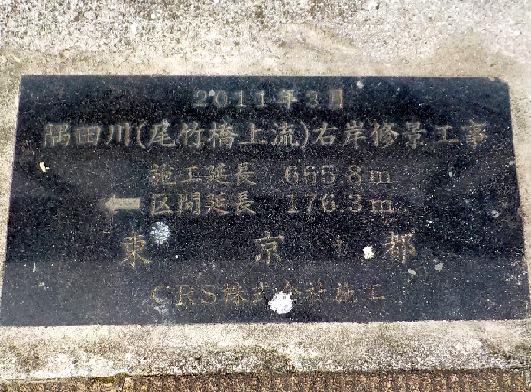 2011年3月
隅田川(尾竹橋上流)右岸修景工事
施工延長 655.8m
← 区間延長 176.3m
東京都
CRS株式会社施工